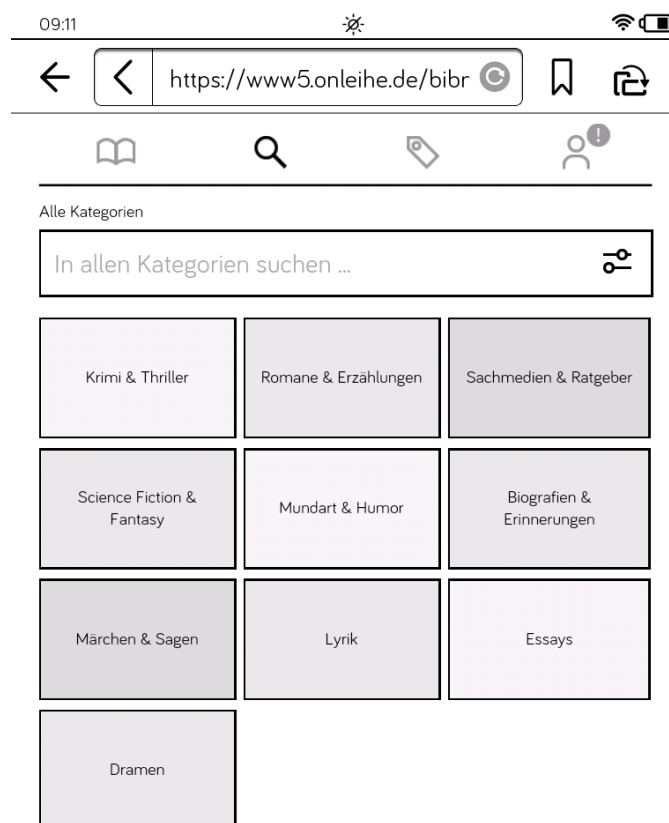 09:11
https://www5.onleihe.de/bibr
!
Alle Kategorien
In allen Kategorien suchen ...
Krimi & Thriller
Romane & Erzählungen
Sachmedien & Ratgeber
Science Fiction &
Fantasy
Mundart & Humor
Biografien &
Erinnerungen
Märchen & Sagen
Lyrik
Essays
Dramen